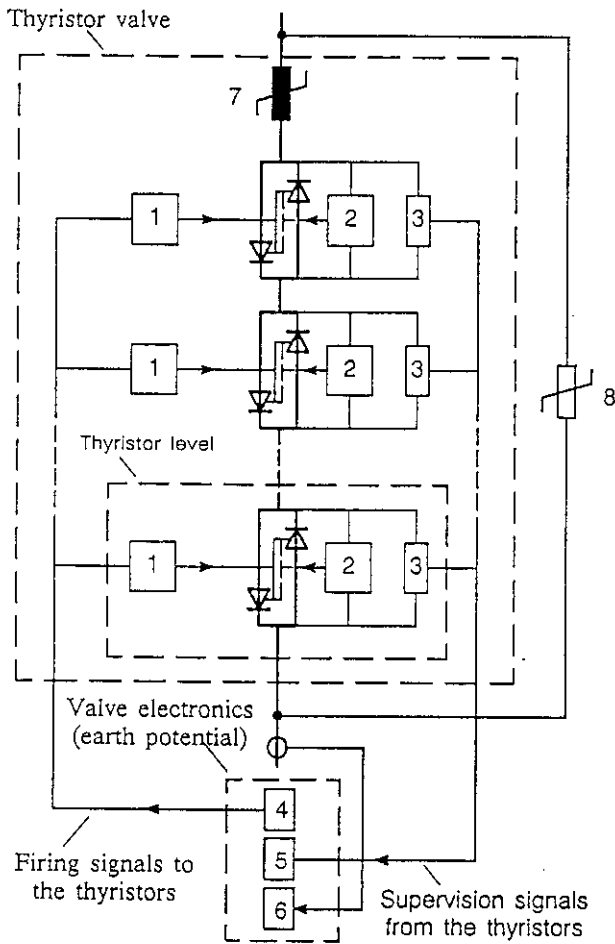 Thyristor valve
7
1
2
3
1
2
3
8
Thyristor level
1
2
3
Valve electronics
(earth potential)
4
Firing signals to
the thyristors
5
6
Supervision signals
from the thyristors